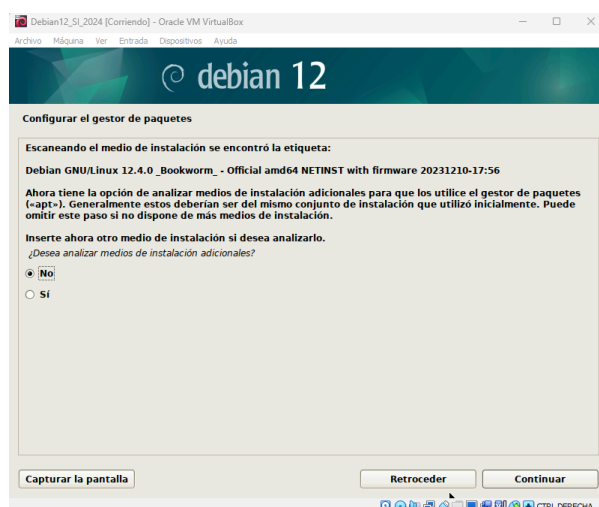 Debian12_SI_2024 [Corriendo] - Oracle VM VirtualBox
Archivo Máquina Ver Entrada Dispositivos Ayuda
debian 12
Configurar el gestor de paquetes
Escaneando el medio de instalación se encontró la etiqueta:
Debian GNU/Linux 12.4.0 _Bookworm_ - Official amd64 NETINST with firmware 20231210-17:56
Ahora tiene la opción de analizar medios de instalación adicionales para que los utilice el gestor de paquetes
(«apt»). Generalmente estos deberían ser del mismo conjunto de instalación que utilizó inicialmente. Puede
omitir este paso si no dispone de más medios de instalación.
Inserte ahora otro medio de instalación si desea analizarlo.
¿Desea analizar medios de instalación adicionales?
No
Sí
Capturar la pantalla
Retroceder
Continuar
CTRL DERECHA